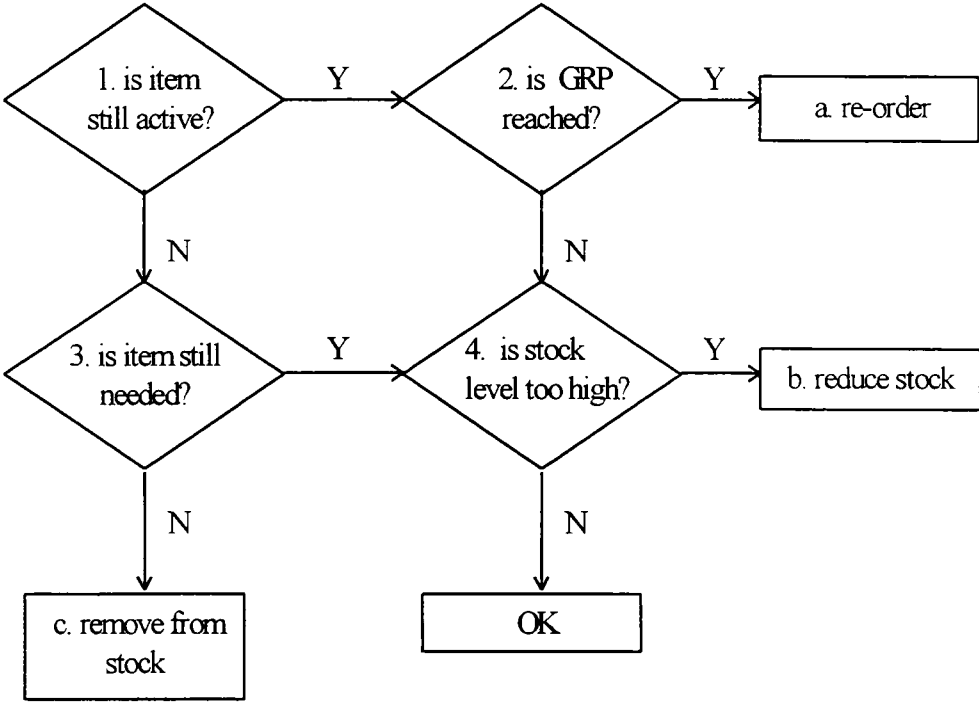 1. is item
still active?
Y
2. is GRP
reached?
Y
a. re-order
N
N
3. is item still
needed?
Y
4. is stock
level too high?
Y
b. reduce stock
N
N
c. remove from
stock
OK